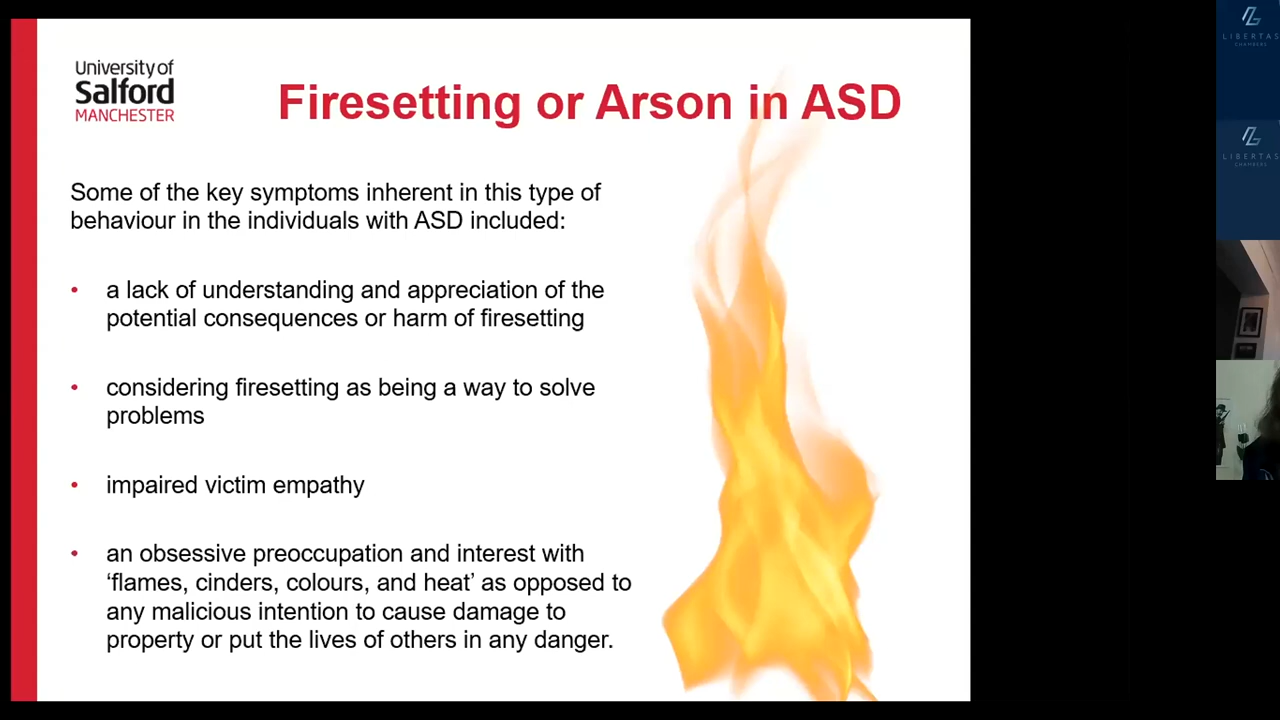 University of
Salford
MANCHESTER
Firesetting or Arson in ASD
Some of the key symptoms inherent in this type of
behaviour in the individuals with ASD included:
• a lack of understanding and appreciation of the
potential consequences or harm of firesetting
• considering firesetting as being a way to solve
problems
• impaired victim empathy
• an obsessive preoccupation and interest with
‘flames, cinders, colours, and heat’ as opposed to
any malicious intention to cause damage to
property or put the lives of others in any danger.
LIBERTAS
CHAMBERS
LIBERTAS
CHAMBERS